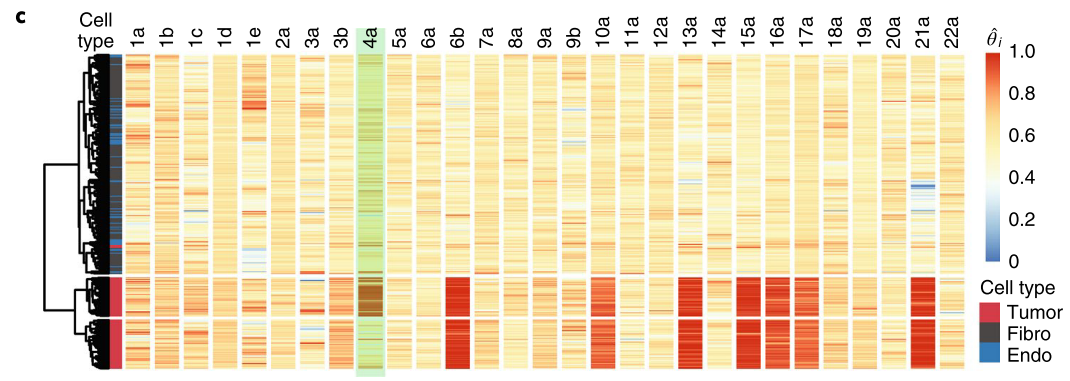 c
Cell
type
1a 1b 1c 1d 1e 2a 3a 3b 4a 5a 6a 6b 7a 8a 9a 9b 10a 11a 12a 13a 14a 15a 16a 17a 18a 19a 20a 21a 22a
θ̂i
1.0
0.8
0.6
0.4
0.2
0
Cell type
Tumor
Fibro
Endo